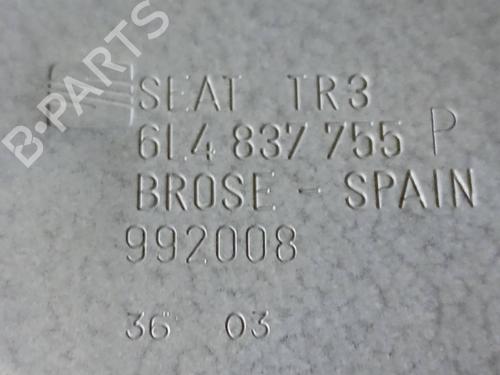 B-PARTS
SEAT TR3
6L4 837 755 P
BROSE - SPAIN
992008
36 03